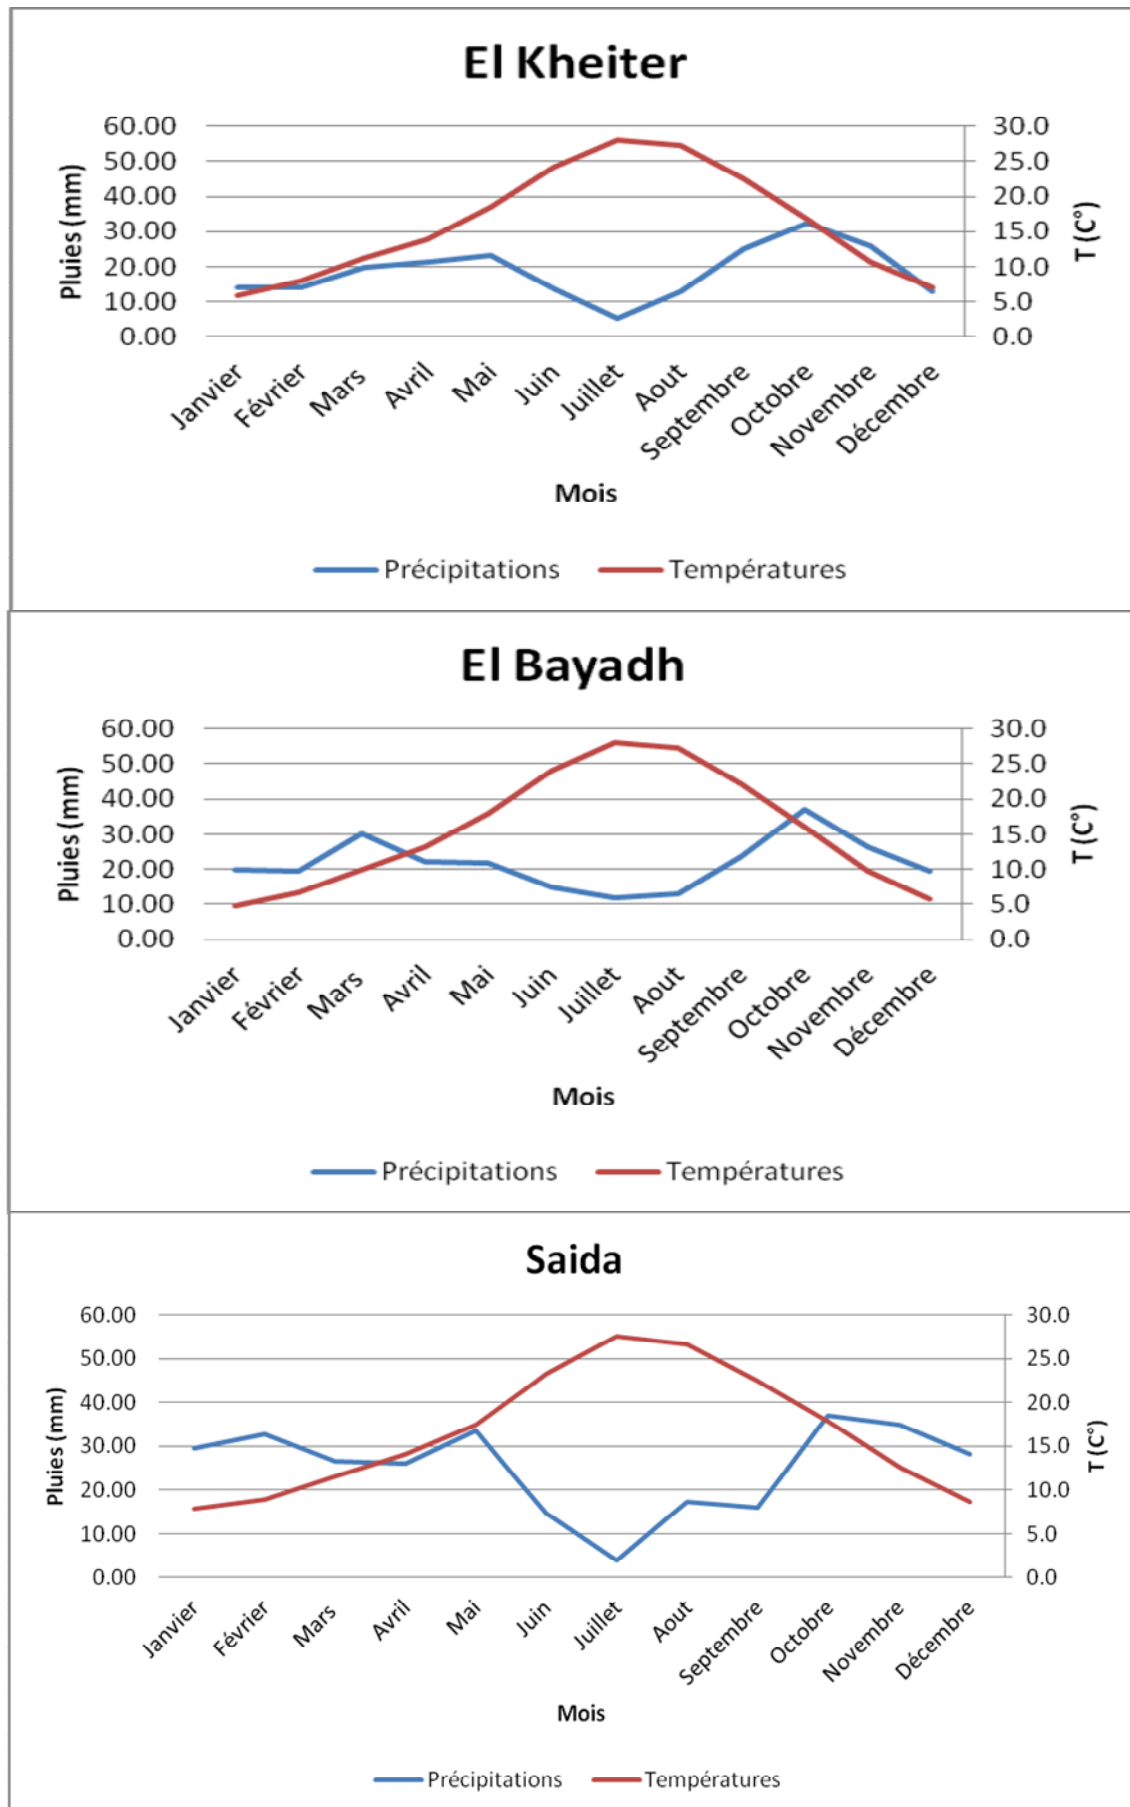 El Kheiter
Pluies (mm)
60.00
50.00
40.00
30.00
20.00
10.00
0.00
30.0
25.0
20.0
15.0
10.0
5.0
0.0
T (C°)
Janvier
Février
Mars
Avril
Mai
Juin
Juillet
Aout
Septembre
Octobre
Novembre
Décembre
Mois
Précipitations
Températures
El Bayadh
Pluies (mm)
60.00
50.00
40.00
30.00
20.00
10.00
0.00
30.0
25.0
20.0
15.0
10.0
5.0
0.0
T (C°)
Janvier
Février
Mars
Avril
Mai
Juin
Juillet
Aout
Septembre
Octobre
Novembre
Décembre
Mois
Précipitations
Températures
Saida
Pluies (mm)
60.00
50.00
40.00
30.00
20.00
10.00
0.00
30.0
25.0
20.0
15.0
10.0
5.0
0.0
T (C°)
Janvier
Février
Mars
Avril
Mai
Juin
Juillet
Aout
Septembre
Octobre
Novembre
Décembre
Mois
Précipitations
Températures